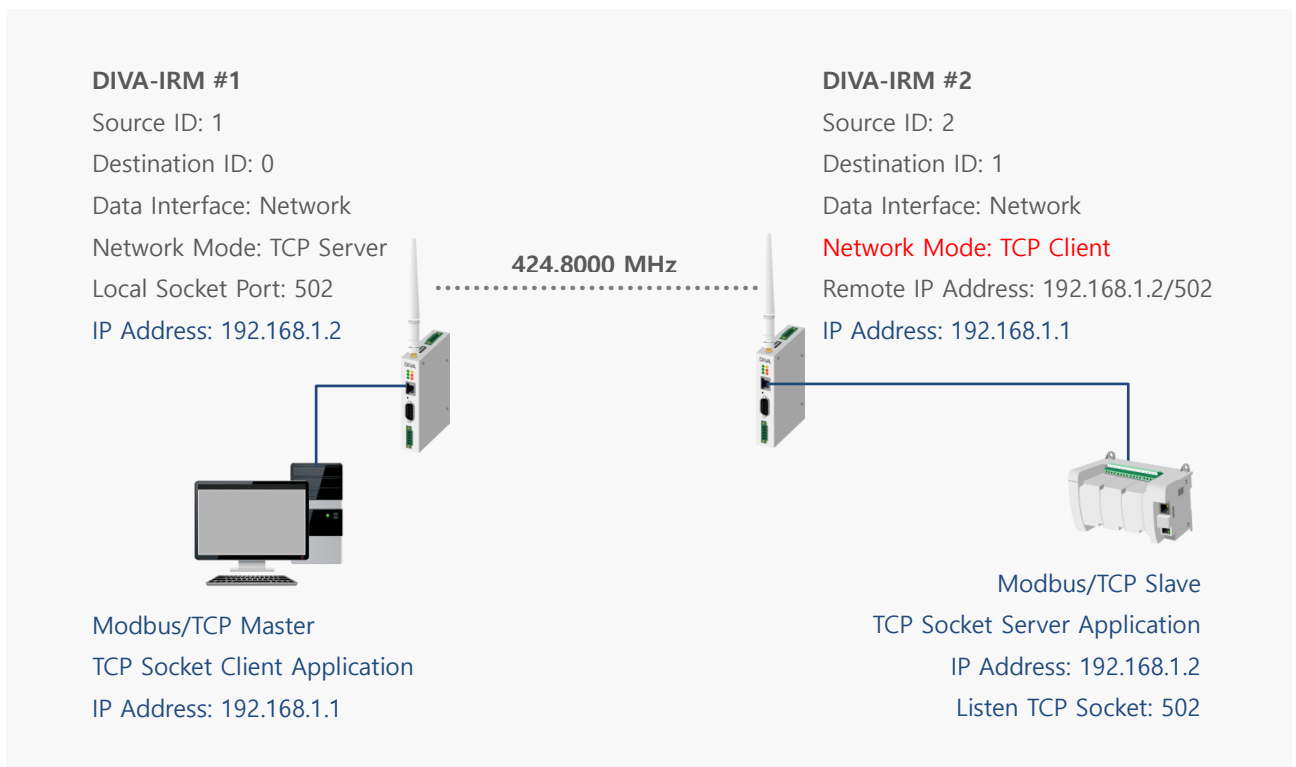 DIVA-IRM #1
Source ID: 1
Destination ID: 0
Data Interface: Network
Network Mode: TCP Server
Local Socket Port: 502
IP Address: 192.168.1.2
DIVA-IRM #2
Source ID: 2
Destination ID: 1
Data Interface: Network
Network Mode: TCP Client
Remote IP Address: 192.168.1.2/502
IP Address: 192.168.1.1
424.8000 MHz
DIVA
DIVA
Modbus/TCP Master
TCP Socket Client Application
IP Address: 192.168.1.1
Modbus/TCP Slave
TCP Socket Server Application
IP Address: 192.168.1.2
Listen TCP Socket: 502